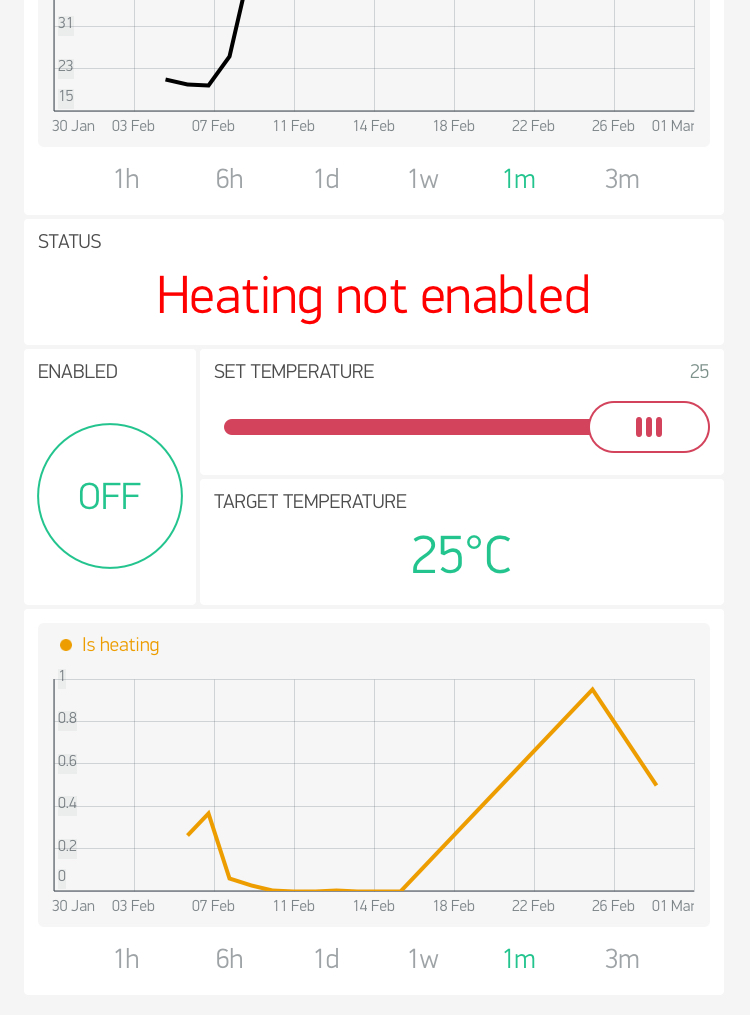 31
23
15
30 Jan 03 Feb 07 Feb 11 Feb 14 Feb 18 Feb 22 Feb 26 Feb 01 Mar
1h 6h 1d 1w 1m 3m
STATUS
Heating not enabled
ENABLED
OFF
SET TEMPERATURE 25
TARGET TEMPERATURE
25°C
Is heating
1
0.8
0.6
0.4
0.2
0
30 Jan 03 Feb 07 Feb 11 Feb 14 Feb 18 Feb 22 Feb 26 Feb 01 Mar
1h 6h 1d 1w 1m 3m